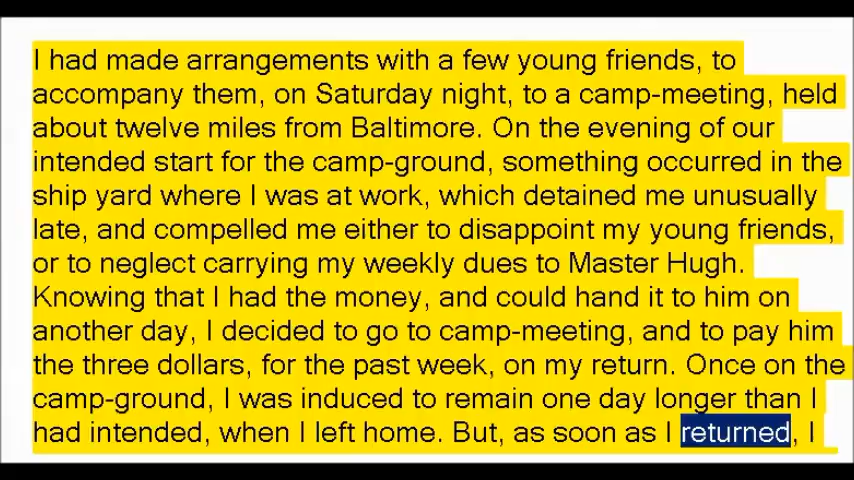 I had made arrangements with a few young friends, to
accompany them, on Saturday night, to a camp-meeting, held
about twelve miles from Baltimore. On the evening of our
intended start for the camp-ground, something occurred in the
ship yard where I was at work, which detained me unusually
late, and compelled me either to disappoint my young friends,
or to neglect carrying my weekly dues to Master Hugh.
Knowing that I had the money, and could hand it to him on
another day, I decided to go to camp-meeting, and to pay him
the three dollars, for the past week, on my return. Once on the
camp-ground, I was induced to remain one day longer than I
had intended, when I left home. But, as soon as I returned, I